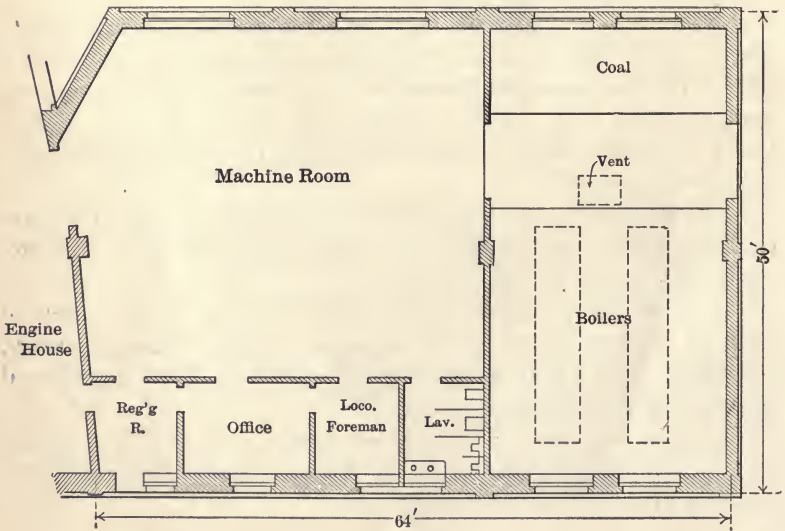 Coal
Vent
Machine Room
50'
Engine
House
Boilers
Reg'g
R.
Office
Loco.
Foreman
Lav.
64'